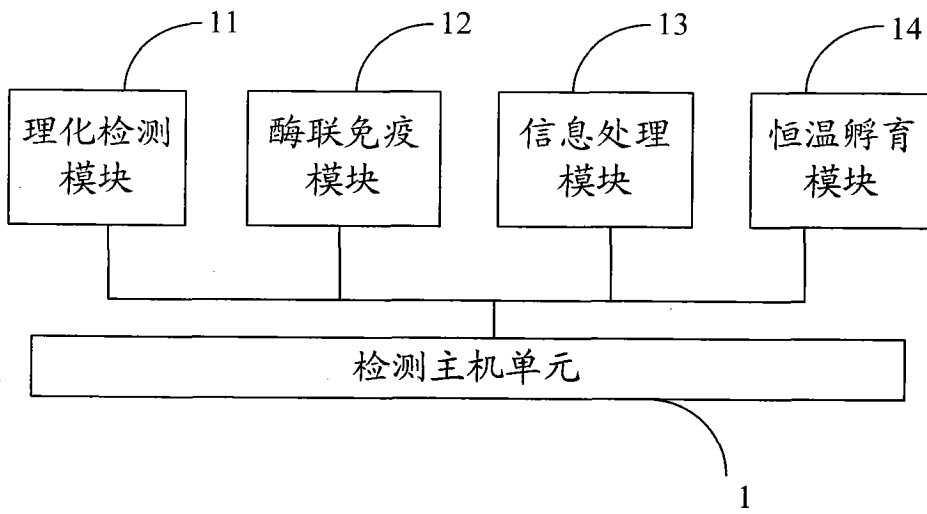 11
12
13
14
理化检测
模块
酶联免疫
模块
信息处理
模块
恒温孵育
模块
检测主机单元
1